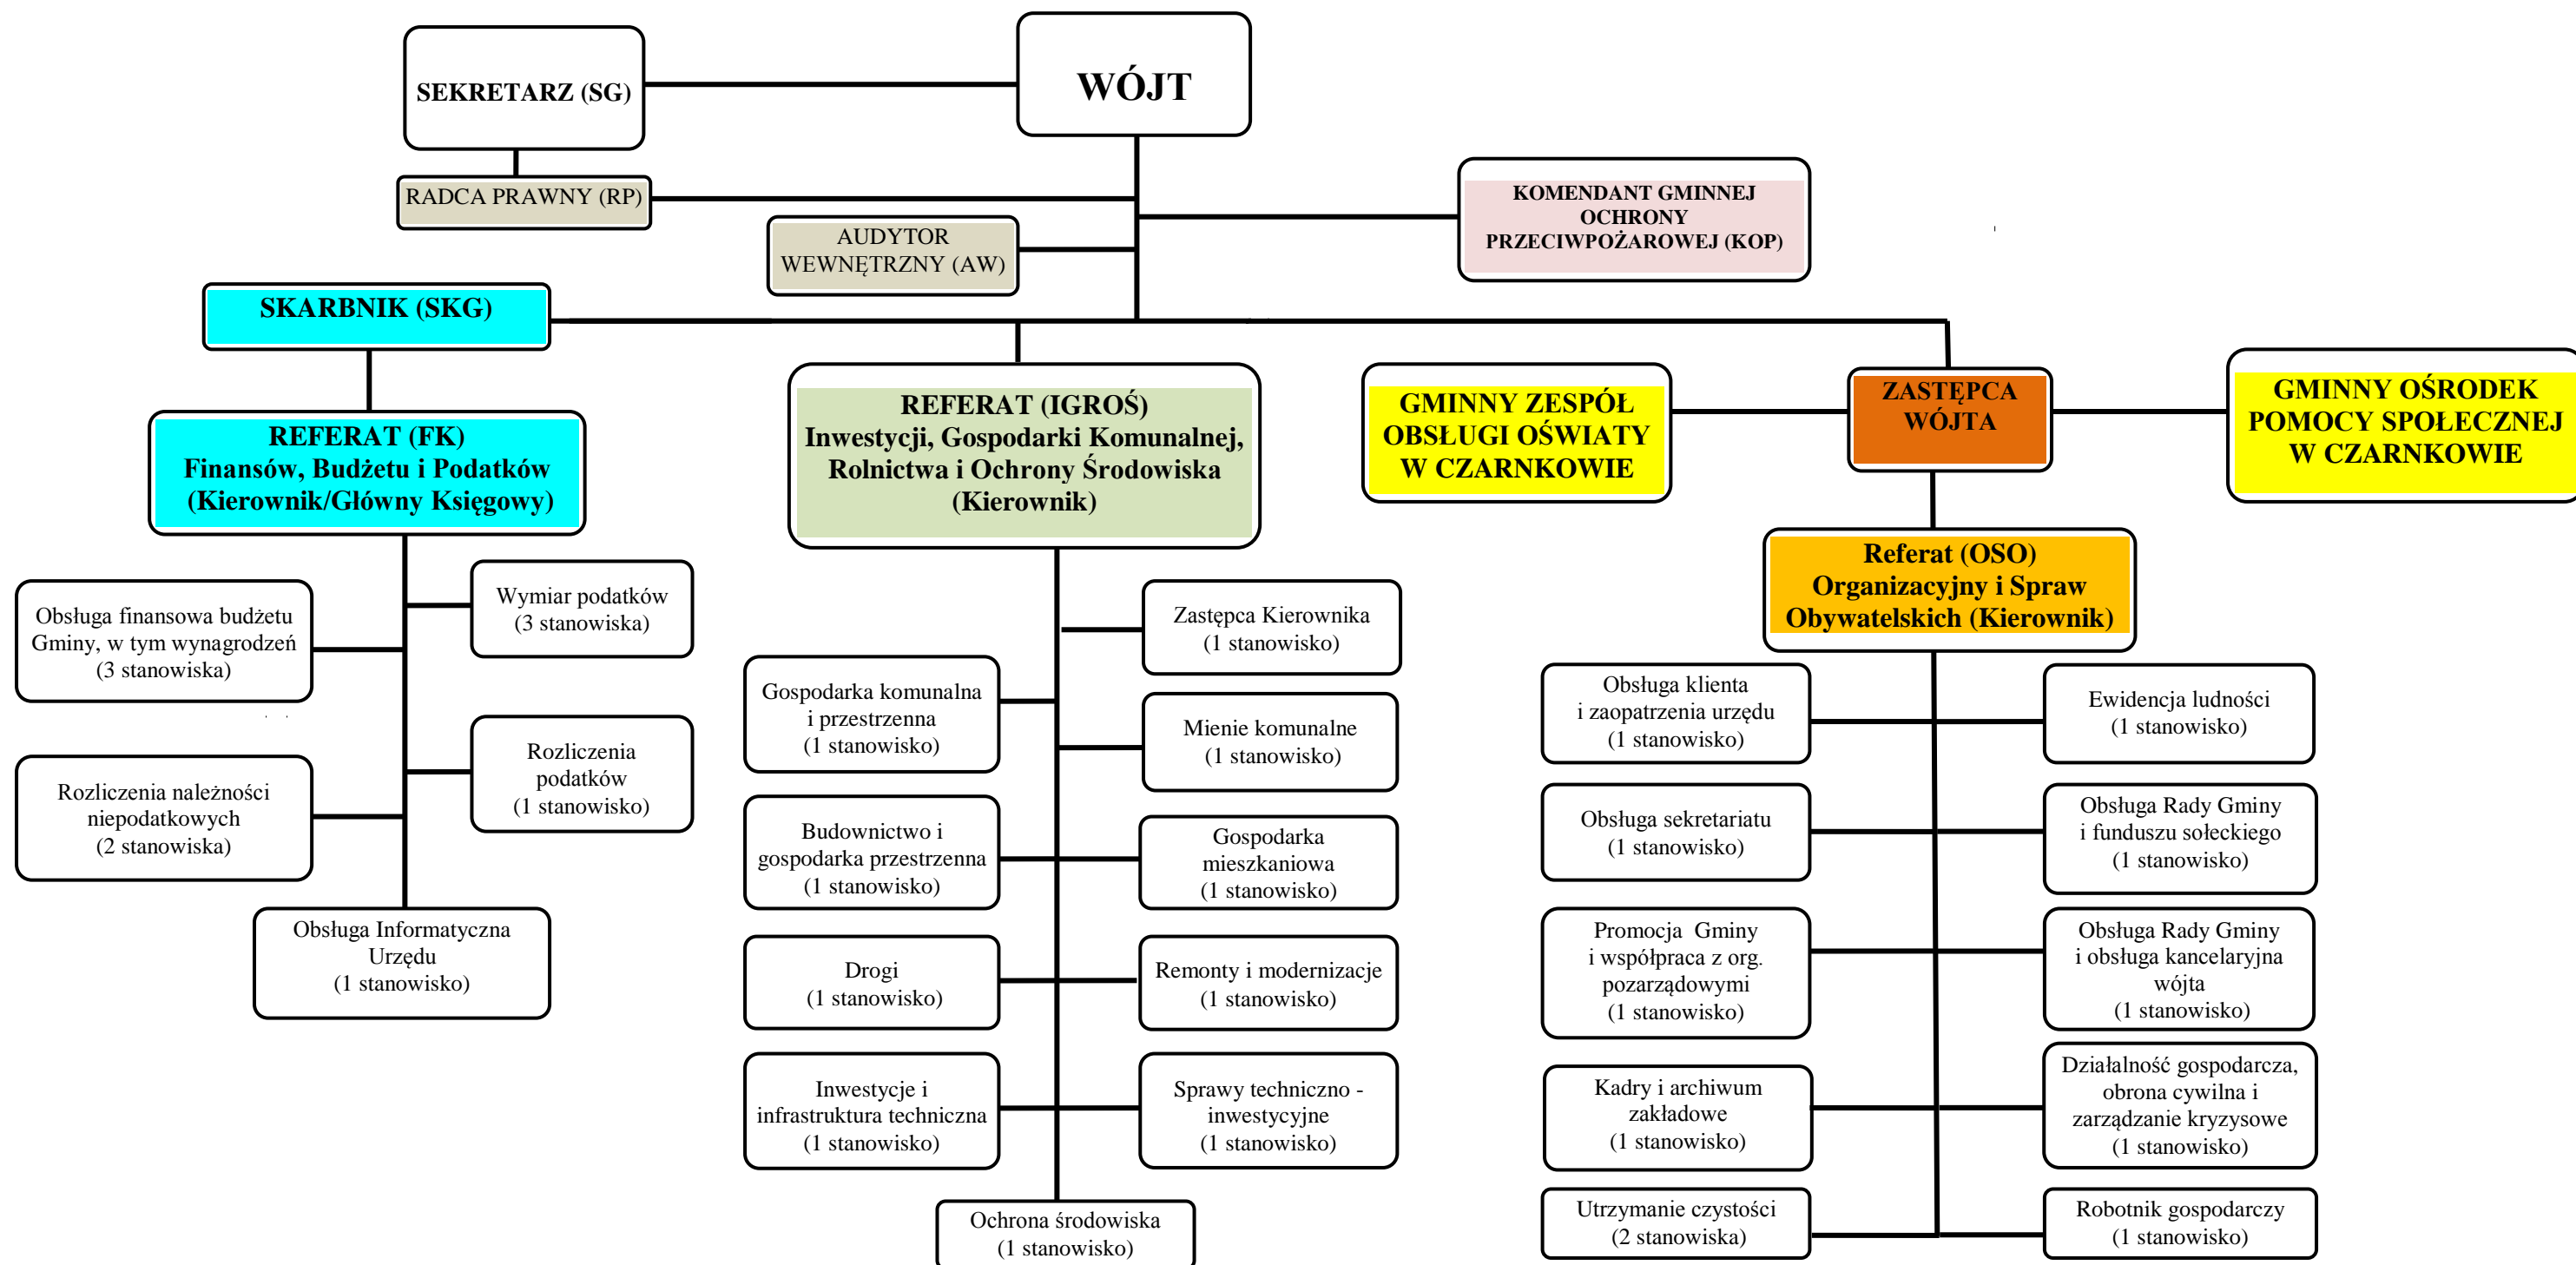 SEKRETARZ (SG)
WÓJT
RADCA PRAWNY (RP)
AUDYTOR
WEWNĘTRZNY (AW)
KOMENDANT GMINNEJ
OCHRONY
PRZECIWPOŻAROWEJ (KOP)
SKARBNIK (SKG)
REFERAT (FK)
Finansów, Budżetu i Podatków
(Kierownik/Główny Księgowy)
REFERAT (IGROŚ)
Inwestycji, Gospodarki Komunalnej,
Rolnictwa i Ochrony Środowiska
(Kierownik)
GMINNY ZESPÓŁ
OBSŁUGI OŚWIATY
W CZARNKOWIE
ZASTĘPCA
WÓJTA
GMINNY OŚRODEK
POMOCY SPOŁECZNEJ
W CZARNKOWIE
Referat (OSO)
Organizacyjny i Spraw
Obywatelskich (Kierownik)
Obsługa finansowa budżetu
Gminy, w tym wynagrodzeń
(3 stanowiska)
Wymiar podatków
(3 stanowiska)
Rozliczenia należności
niepodatkowych
(2 stanowiska)
Rozliczenia
podatków
(1 stanowisko)
Obsługa Informatyczna
Urzędu
(1 stanowisko)
Zastępca Kierownika
(1 stanowisko)
Gospodarka komunalna
i przestrzenna
(1 stanowisko)
Mienie komunalne
(1 stanowisko)
Budownictwo i
gospodarka przestrzenna
(1 stanowisko)
Gospodarka
mieszkaniowa
(1 stanowisko)
Drogi
(1 stanowisko)
Remonty i modernizacje
(1 stanowisko)
Inwestycje i
infrastruktura techniczna
(1 stanowisko)
Sprawy techniczno -
inwestycyjne
(1 stanowisko)
Ochrona środowiska
(1 stanowisko)
Obsługa klienta
i zaopatrzenia urzędu
(1 stanowisko)
Ewidencja ludności
(1 stanowisko)
Obsługa sekretariatu
(1 stanowisko)
Obsługa Rady Gminy
i funduszu sołeckiego
(1 stanowisko)
Promocja Gminy
i współpraca z org.
pozarządowymi
(1 stanowisko)
Obsługa Rady Gminy
i obsługa kancelaryjna
wójta
(1 stanowisko)
Kadry i archiwum
zakładowe
(1 stanowisko)
Działalność gospodarcza,
obrona cywilna i
zarządzanie kryzysowe
(1 stanowisko)
Utrzymanie czystości
(2 stanowiska)
Robotnik gospodarczy
(1 stanowisko)